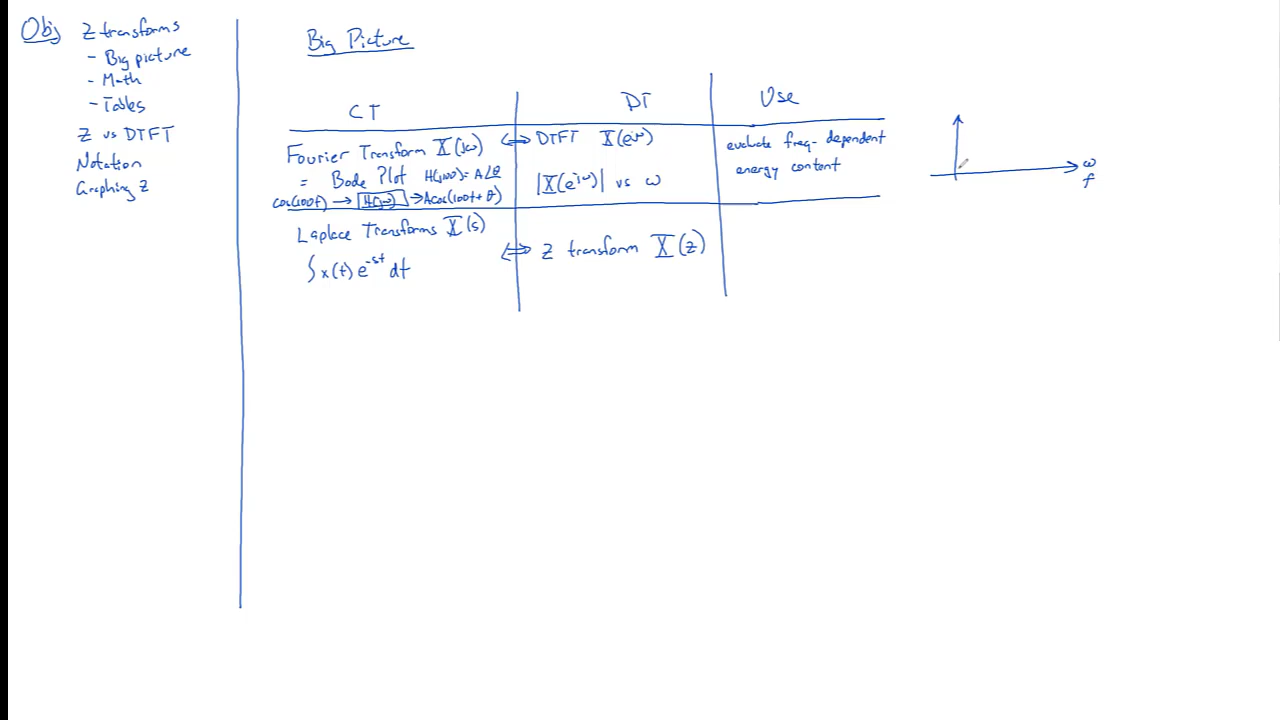 Obj Z transforms
- Big picture
- Math
- Tables
Z vs DTFT
Notation
Graphing Z
Big Picture
CT DT Use
Fourier Transform X(jω) ⟺ DTFT X(e^jω)
= Bode Plot H(j100)=A∠θ
cos(100t) → H(jω) → Acos(100t+θ)
|X(e^jω)| vs ω
evaluate freq- dependent
energy content
Laplace Transforms X(s) ⟺ Z transform X(z)
∫x(t)e^-st dt
ω
f